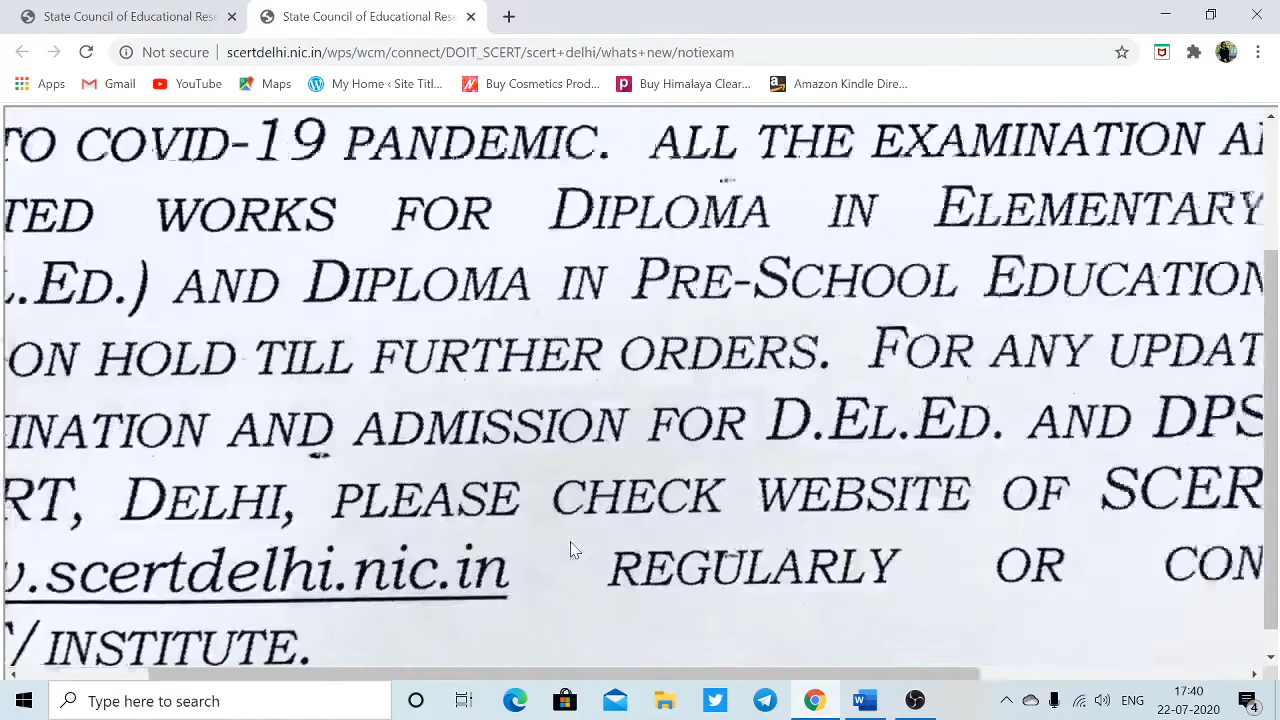 State Council of Educational Res
State Council of Educational Res
Not secure
scertdelhi.nic.in/wps/wcm/connect/DOIT_SCERT/scert+delhi/whats+new/notiexam
Apps Gmail YouTube Maps My Home ‹ Site Titl... Buy Cosmetics Prod... Buy Himalaya Clear... Amazon Kindle Dire...
TO COVID-19 PANDEMIC. ALL THE EXAMINATION A
TED WORKS FOR DIPLOMA IN ELEMENTARY
.ED.) AND DIPLOMA IN PRE-SCHOOL EDUCATION
ON HOLD TILL FURTHER ORDERS. FOR ANY UPDAT
INATION AND ADMISSION FOR D.EL.ED. AND DPS
RT, DELHI, PLEASE CHECK WEBSITE OF SCER
.scertdelhi.nic.in REGULARLY OR CON
/INSTITUTE.
Type here to search
ENG
17:40
22-07-2020
4